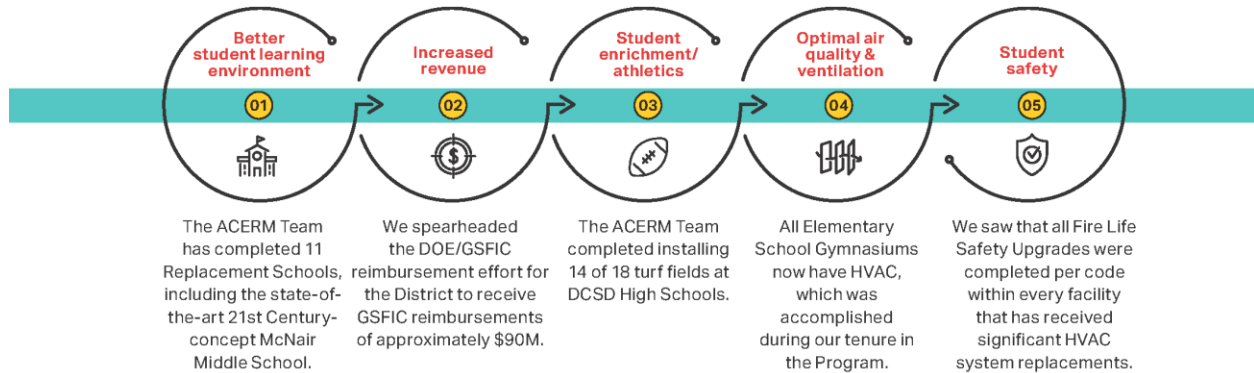 Better
student learning
environment
01
The ACERM Team
has completed 11
Replacement Schools,
including the state-of-
the-art 21st Century-
concept McNair
Middle School.
Increased
revenue
02
$
We spearheaded
the DOE/GSFIC
reimbursement effort for
the District to receive
GSFIC reimbursements
of approximately $90M.
Student
enrichment/
athletics
03
The ACERM Team
completed installing
14 of 18 turf fields at
DCSD High Schools.
Optimal air
quality &
ventilation
04
All Elementary
School Gymnasiums
now have HVAC,
which was
accomplished
during our tenure in
the Program.
Student
safety
05
We saw that all Fire Life
Safety Upgrades were
completed per code
within every facility
that has received
significant HVAC
system replacements.